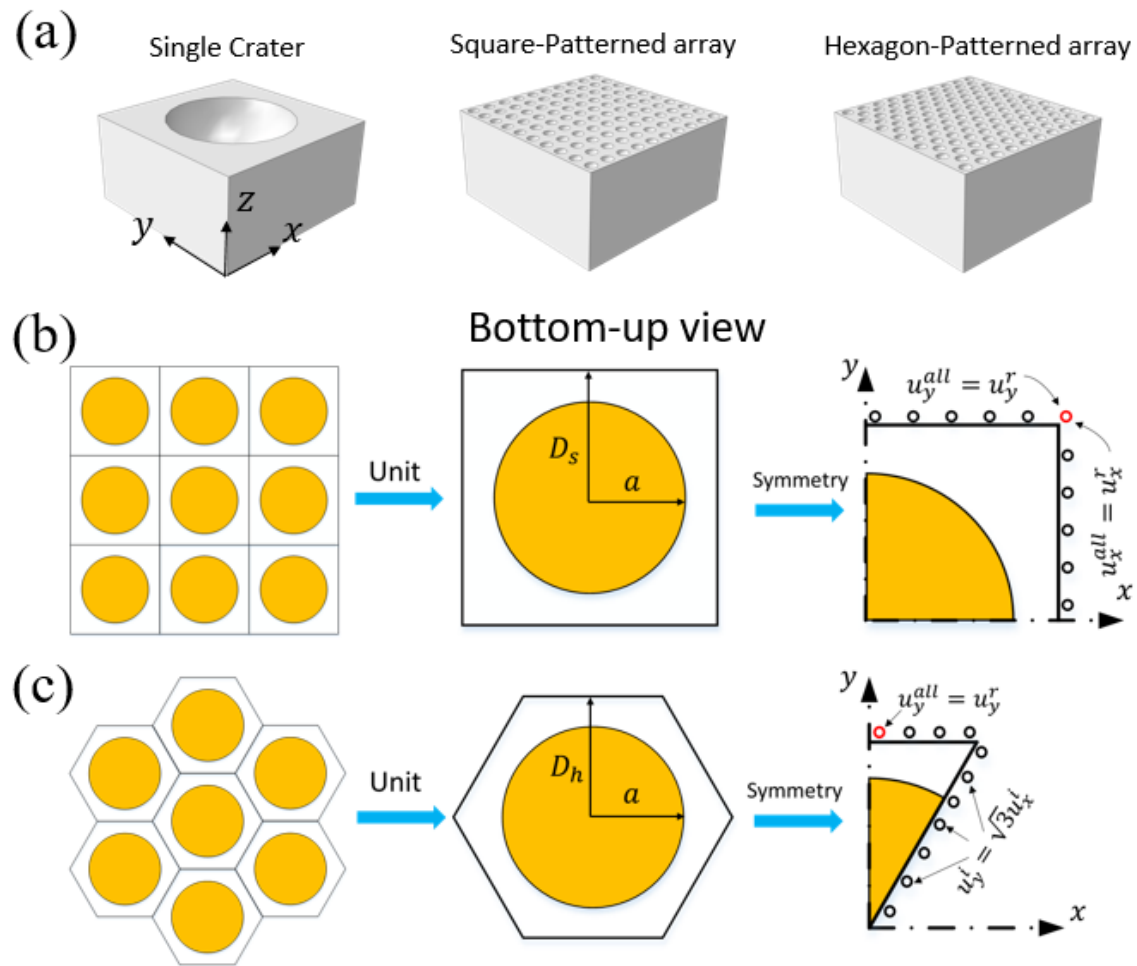 (a)
Single Crater
Square-Patterned array
Hexagon-Patterned array
z
y
x
(b)
Bottom-up view
Unit
D_s
a
Symmetry
y
u_y^{all} = u_y^r
u_x^{all} = u_x^r
x
(c)
Unit
D_h
a
Symmetry
y
u_y^{all} = u_y^r
u_y^i = √3u_x^i
x